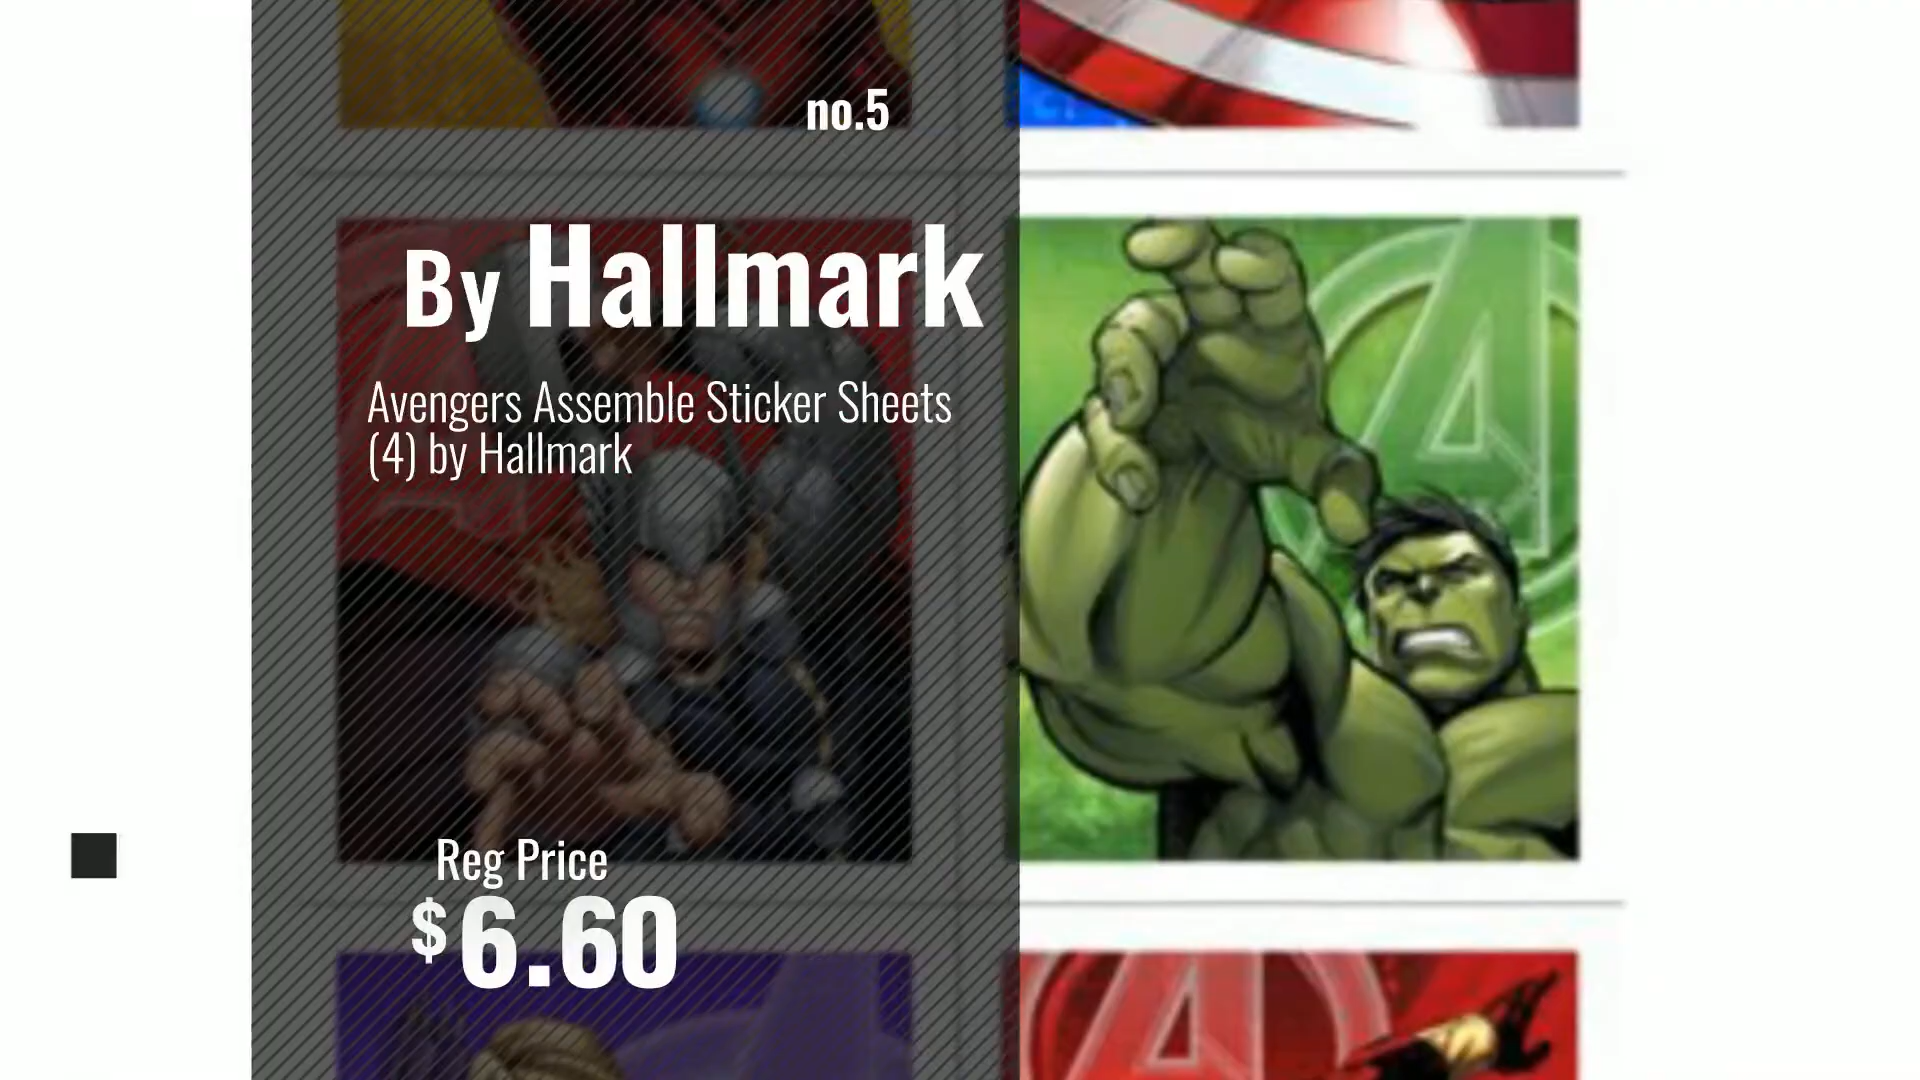 no.5
By Hallmark
Avengers Assemble Sticker Sheets
(4) by Hallmark
Reg Price
$6.60